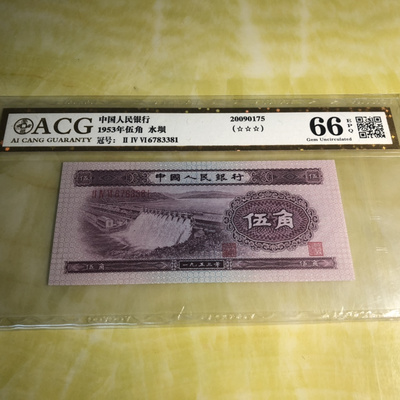 ACG
AI CANG GUARANTY
中国人民银行
1953年伍角 水坝
冠号: II IV VI 6783381
20090175
(☆☆☆)
66 EPQ
Gem Uncirculated
中國人民銀行
伍角
一九五三年
伍角